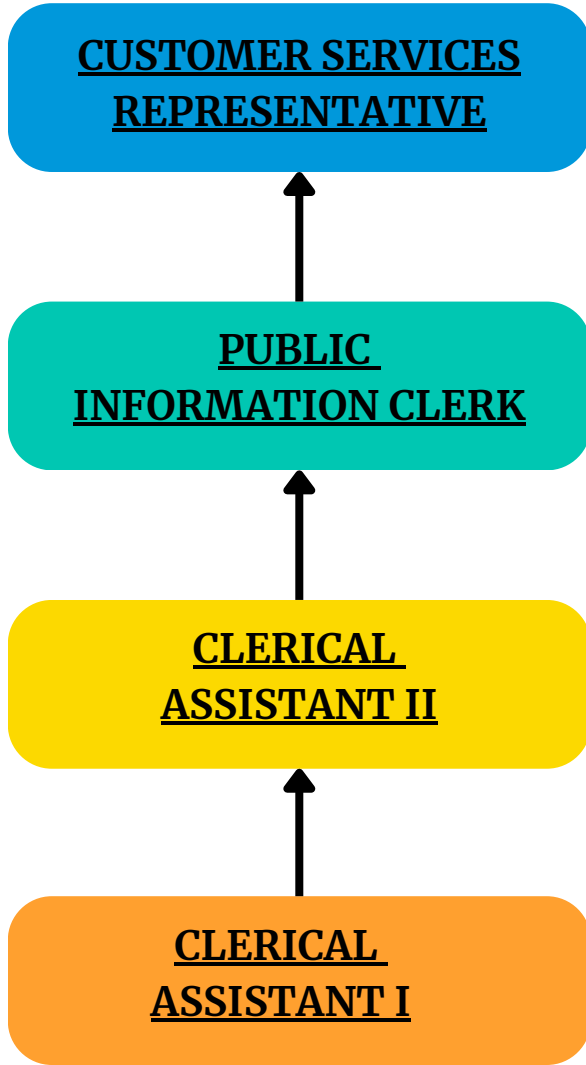 CUSTOMER SERVICES
REPRESENTATIVE
PUBLIC
INFORMATION CLERK
CLERICAL
ASSISTANT II
CLERICAL
ASSISTANT I